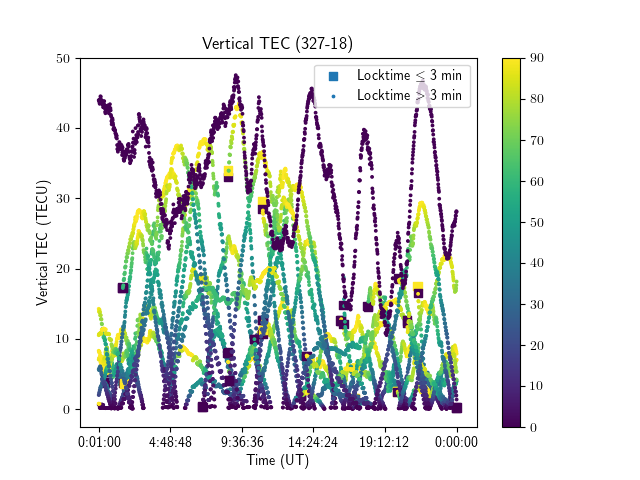 Vertical TEC (327-18)
Locktime ≤ 3 min
Locktime > 3 min
Vertical TEC (TECU)
50
40
30
20
10
0
0:01:00 4:48:48 9:36:36 14:24:24 19:12:12 0:00:00
Time (UT)
90
80
70
60
50
40
30
20
10
0